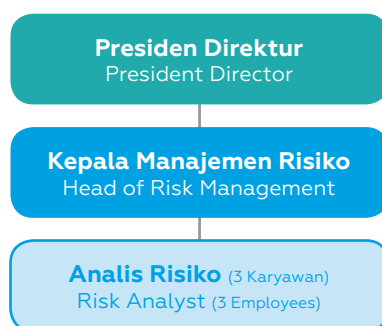 Presiden Direktur
President Director
Kepala Manajemen Risiko
Head of Risk Management
Analis Risiko (3 Karyawan)
Risk Analyst (3 Employees)